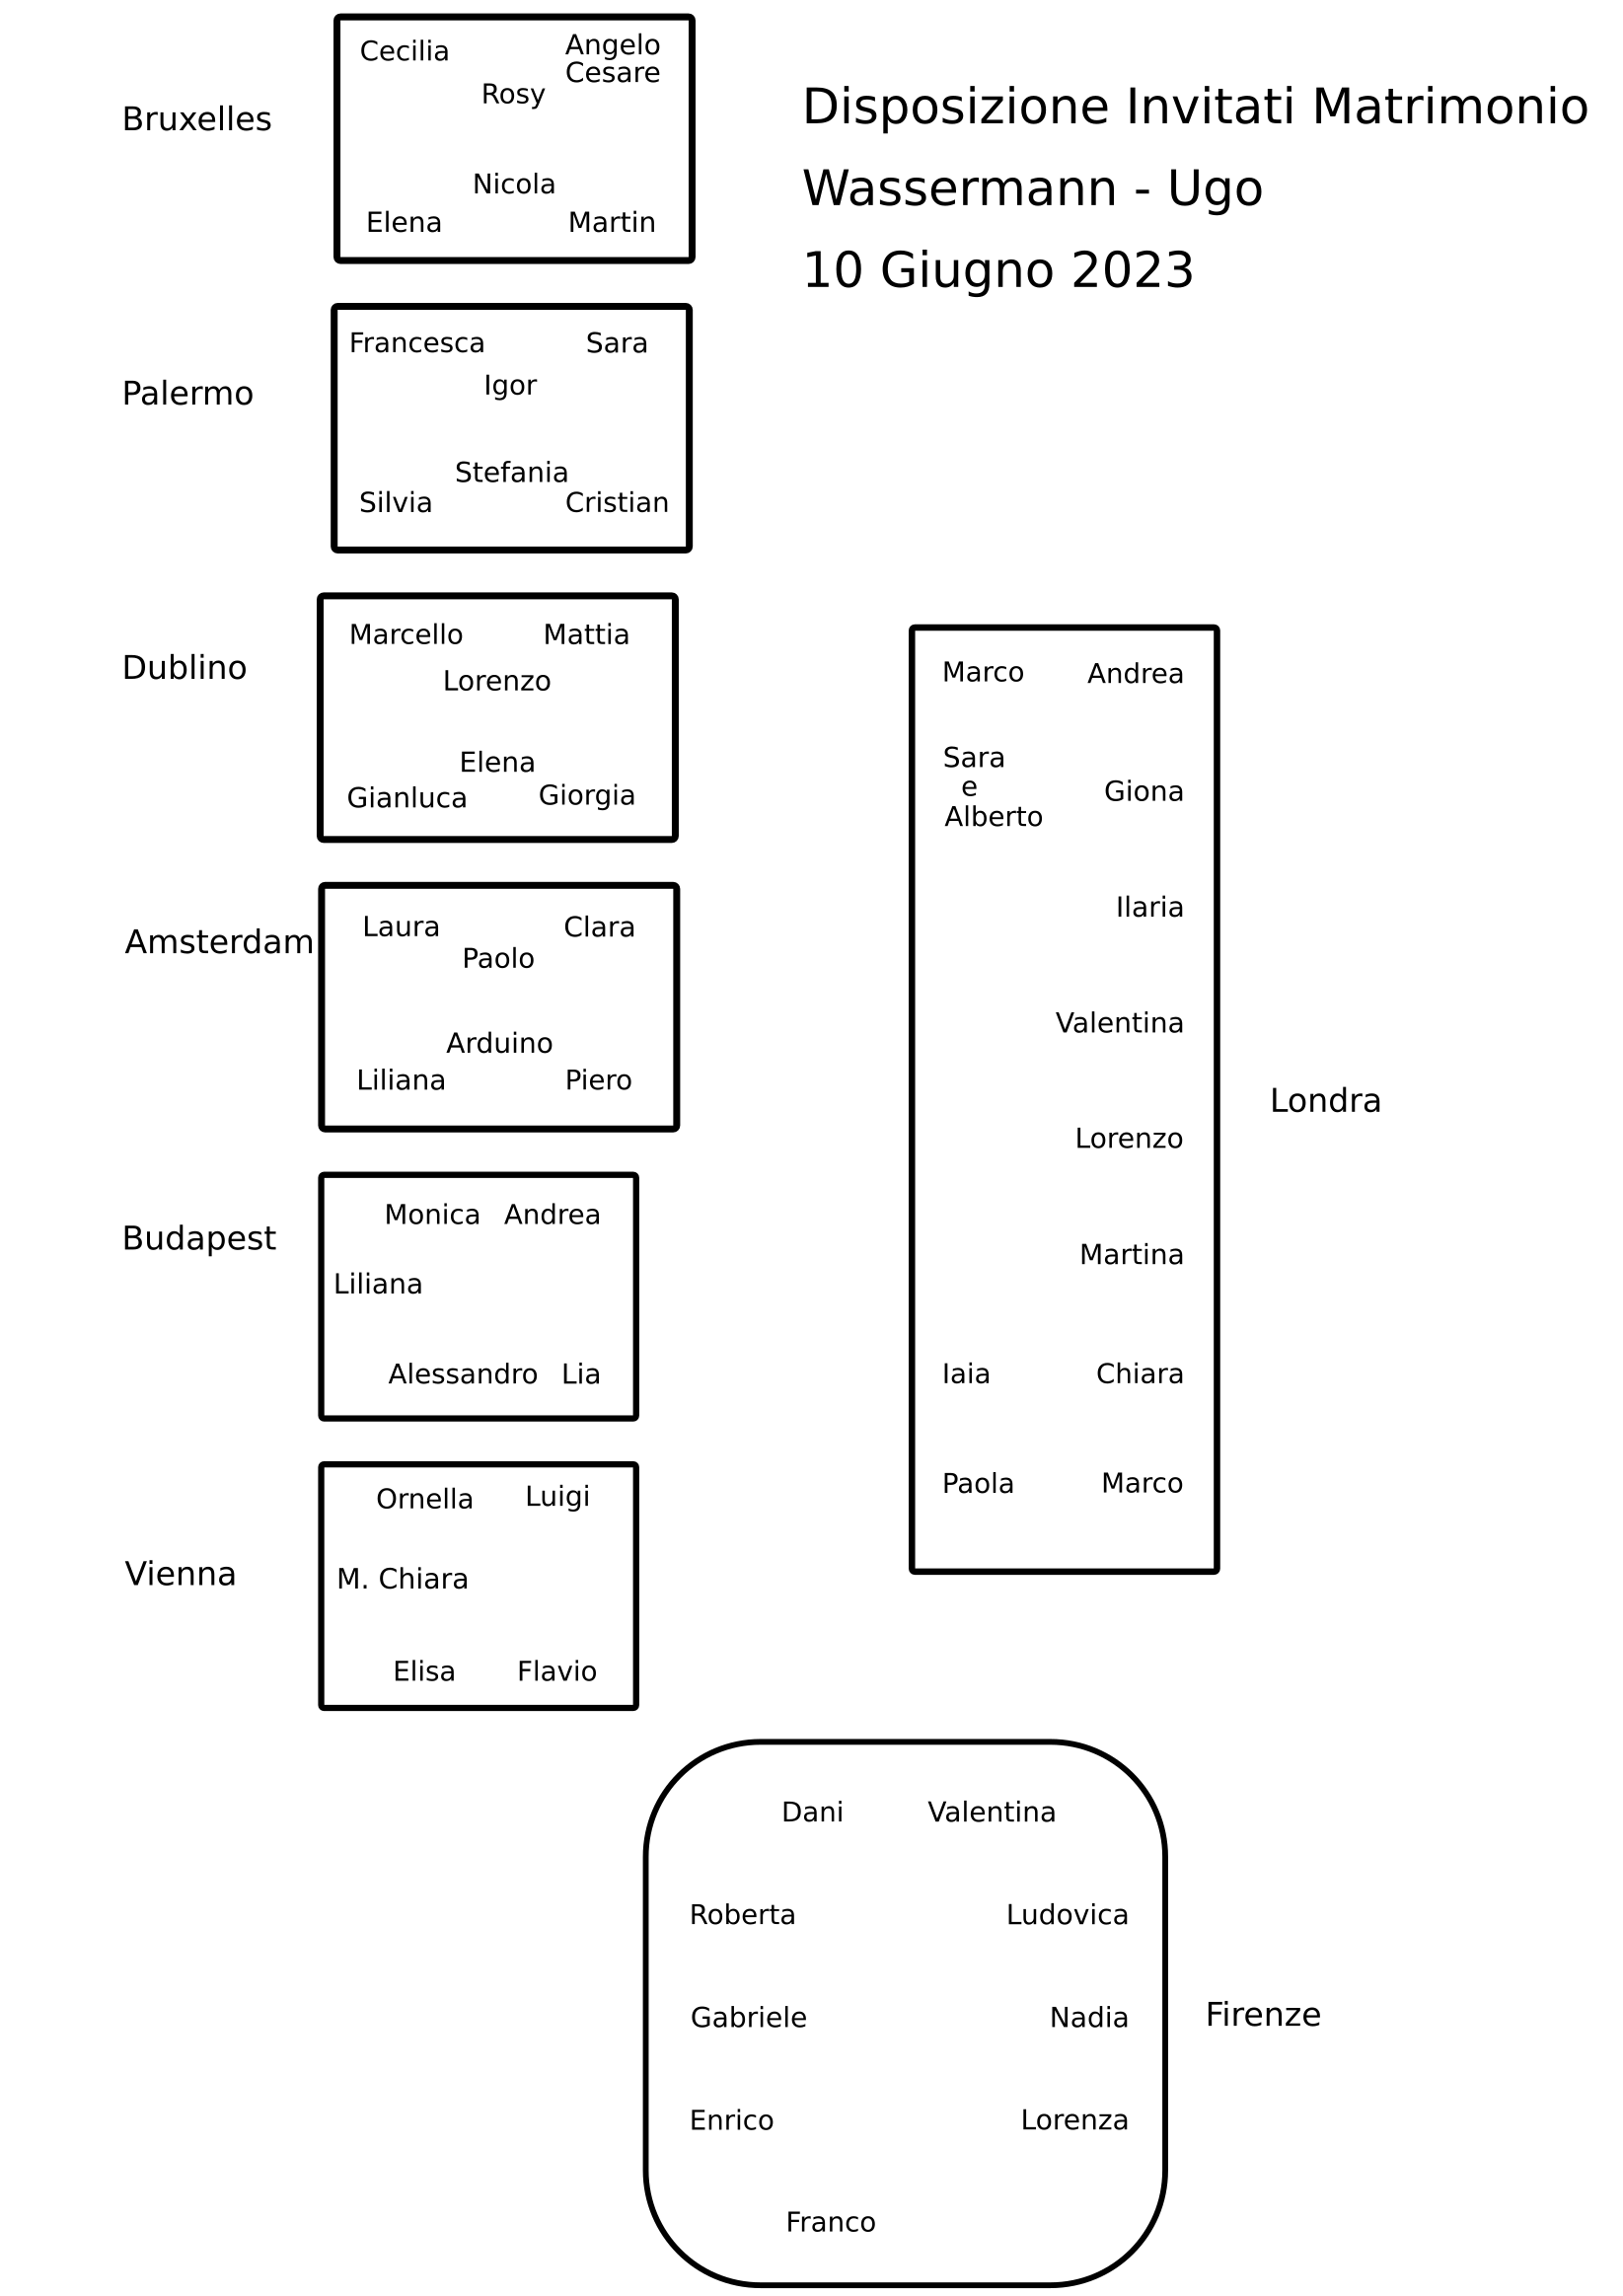 Disposizione Invitati Matrimonio
Wassermann - Ugo
10 Giugno 2023
Bruxelles
Cecilia
Angelo
Cesare
Rosy
Nicola
Elena
Martin
Palermo
Francesca
Sara
Igor
Stefania
Silvia
Cristian
Dublino
Marcello
Mattia
Lorenzo
Elena
Gianluca
Giorgia
Amsterdam
Laura
Clara
Paolo
Arduino
Liliana
Piero
Budapest
Monica
Andrea
Liliana
Alessandro
Lia
Vienna
Ornella
Luigi
M. Chiara
Elisa
Flavio
Londra
Marco
Andrea
Sara
e
Alberto
Giona
Ilaria
Valentina
Lorenzo
Martina
Iaia
Chiara
Paola
Marco
Firenze
Dani
Valentina
Roberta
Ludovica
Gabriele
Nadia
Enrico
Lorenza
Franco